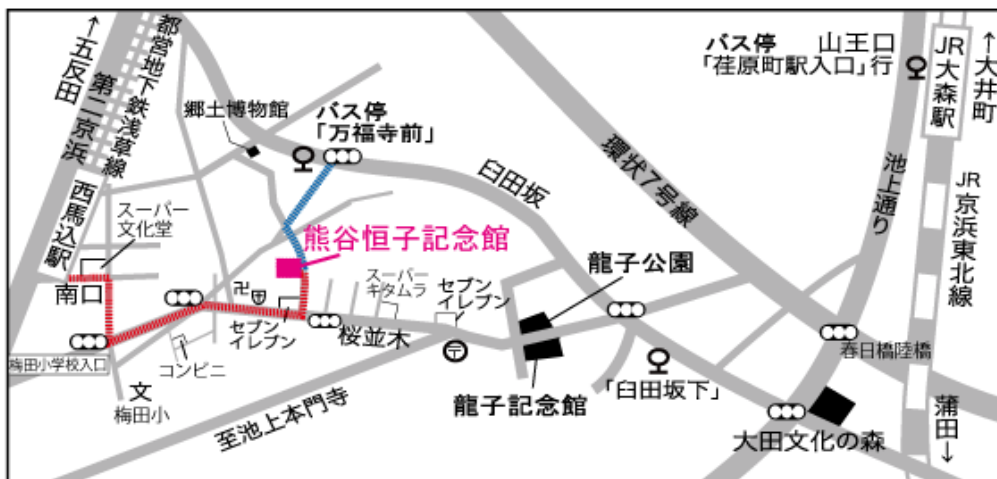 ↑五反田
第二京浜
都営地下鉄浅草線
西馬込駅
南口
スーパー
文化堂
郷土博物館
バス停
「万福寺前」
臼田坂
環状7号線
バス停 山王口
「荏原町駅入口」行
JR大森駅
↑大井町
池上通り
JR京浜東北線
熊谷恒子記念館
卍
セブン
イレブン
スーパー
キタムラ
セブン
イレブン
桜並木
〒
龍子公園
龍子記念館
「臼田坂下」
春日橋陸橋
大田文化の森
蒲田↓
梅田小学校入口
コンビニ
文
梅田小
至池上本門寺